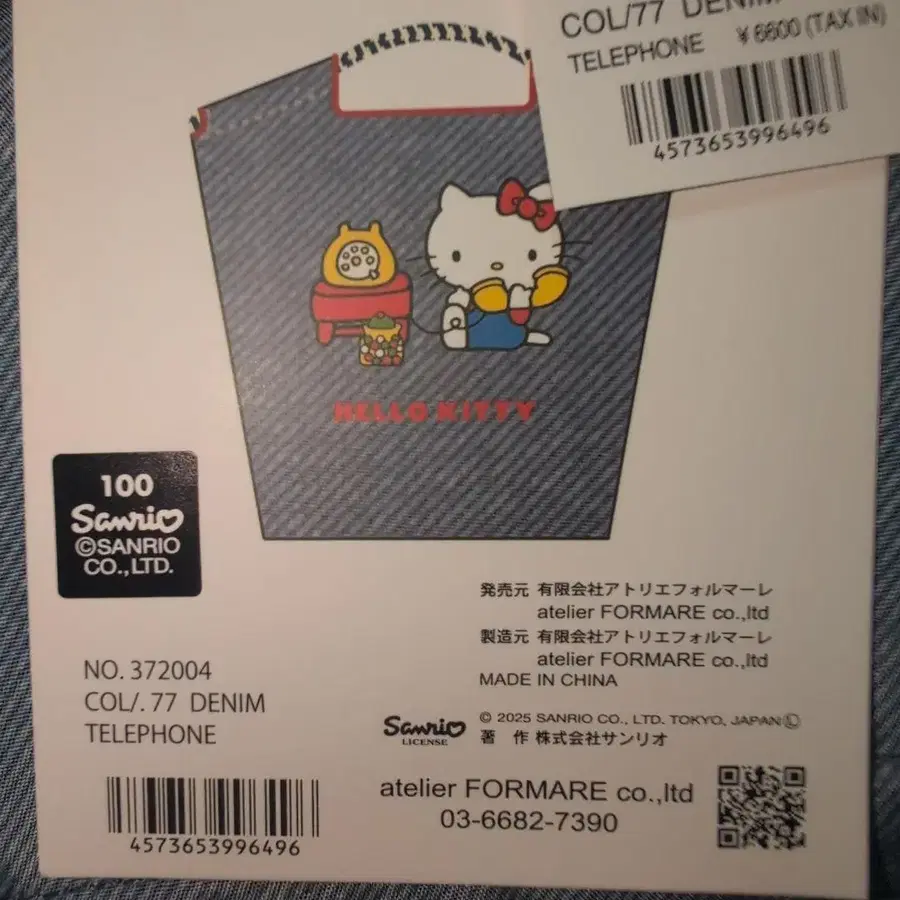 COL/77 DENIM
TELEPHONE ¥6600 (TAX IN)
4573653996496
HELLO KITTY
100
Sanrio
©SANRIO
CO.,LTD.
発売元 有限会社アトリエフォルマーレ
atelier FORMARE co.,ltd
製造元 有限会社アトリエフォルマーレ
atelier FORMARE co.,ltd
MADE IN CHINA
NO. 372004
COL/. 77 DENIM
TELEPHONE
Sanrio
LICENSE
© 2025 SANRIO CO., LTD. TOKYO, JAPAN Ⓛ
著 作 株式会社サンリオ
4573653996496
atelier FORMARE co.,ltd
03-6682-7390